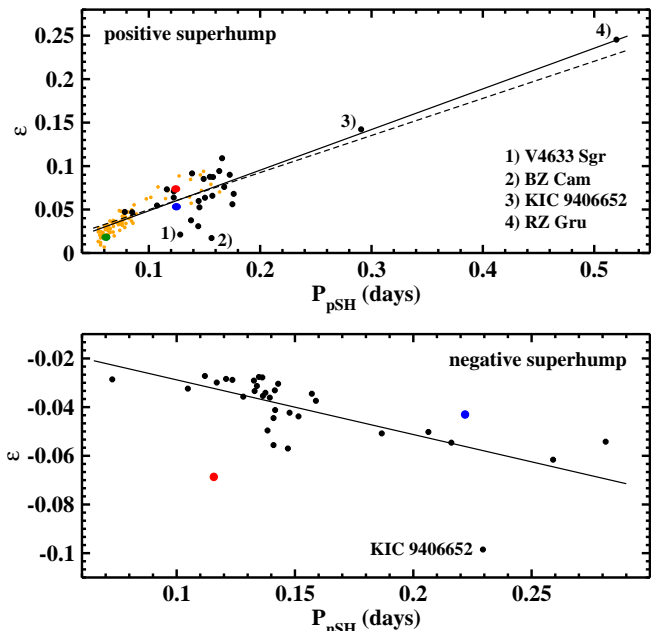 positive superhump
ε
0.25
0.2
0.15
0.1
0.05
0
4)
3)
1)
2)
1) V4633 Sgr
2) BZ Cam
3) KIC 9406652
4) RZ Gru
0.1 0.2 0.3 0.4 0.5
P_pSH (days)
negative superhump
ε
-0.02
-0.04
-0.06
-0.08
-0.1
KIC 9406652
0.1 0.15 0.2 0.25
P_pSH (days)